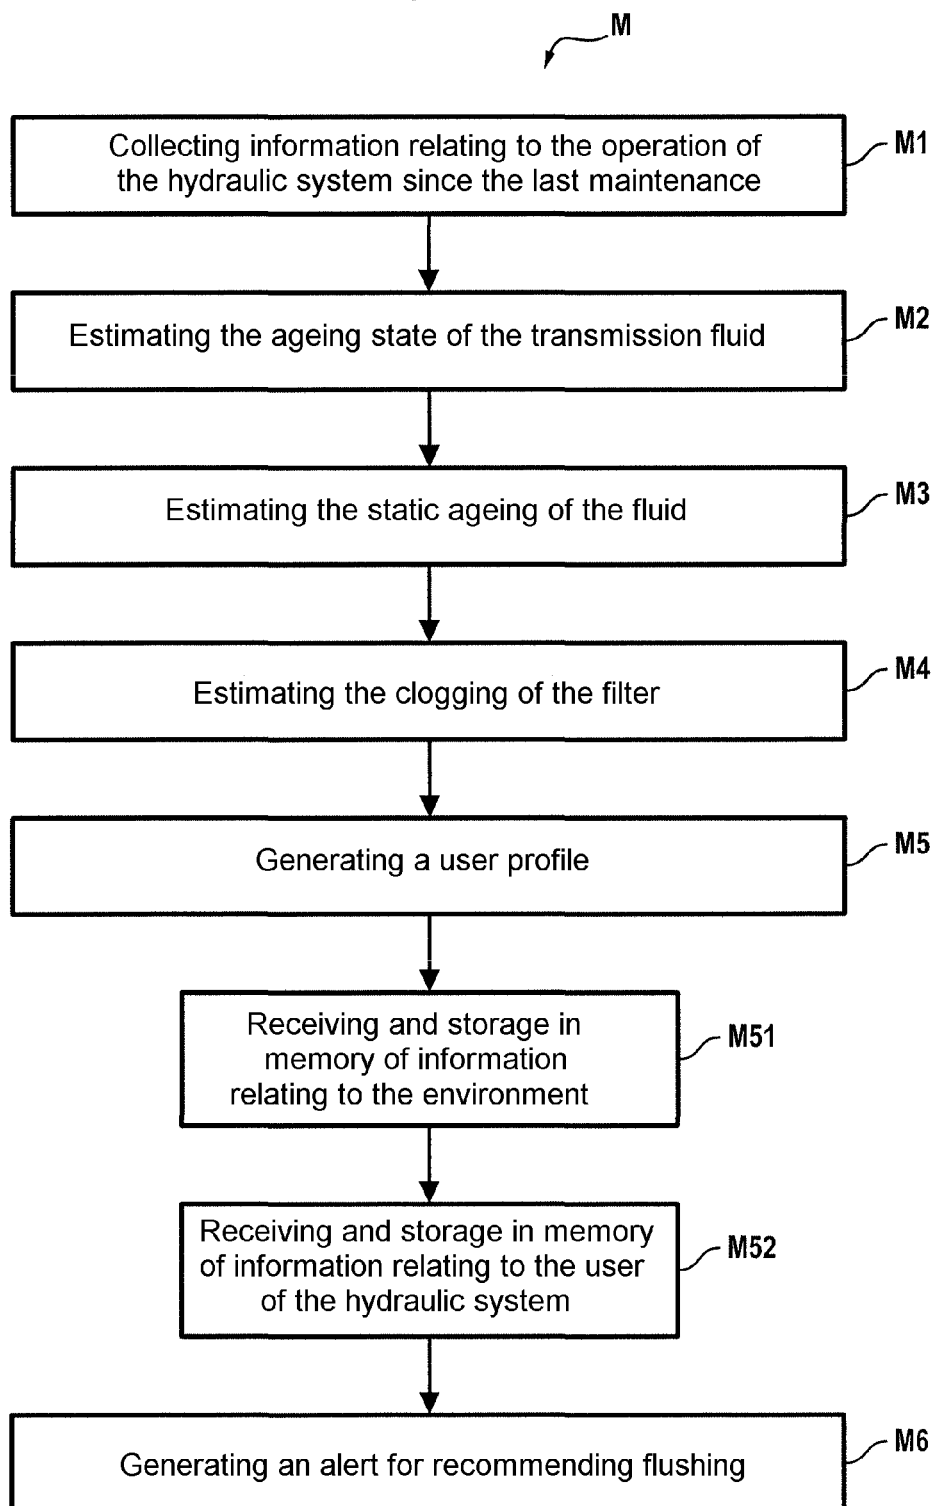 M
Collecting information relating to the operation of
the hydraulic system since the last maintenance
M1
Estimating the ageing state of the transmission fluid
M2
Estimating the static ageing of the fluid
M3
Estimating the clogging of the filter
M4
Generating a user profile
M5
Receiving and storage in
memory of information
relating to the environment
M51
Receiving and storage in memory
of information relating to the user
of the hydraulic system
M52
Generating an alert for recommending flushing
M6